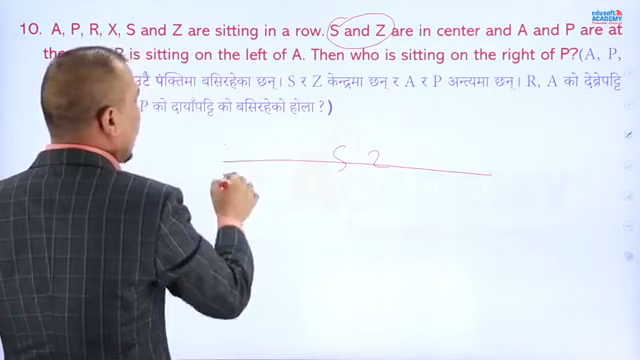 10. A, P, R, X, S and Z are sitting in a row. S and Z are in center and A and P are at
the R is sitting on the left of A. Then who is sitting on the right of P?(A, P,
उटै पंक्तिमा बसिरहेका छन्। S र Z केन्द्रमा छन् र A र P अन्त्यमा छन्। R, A को देब्रेपट्टि
P को दायाँपट्टि को बसिरहेको होला ?)
S Z
edusoft
ACADEMY